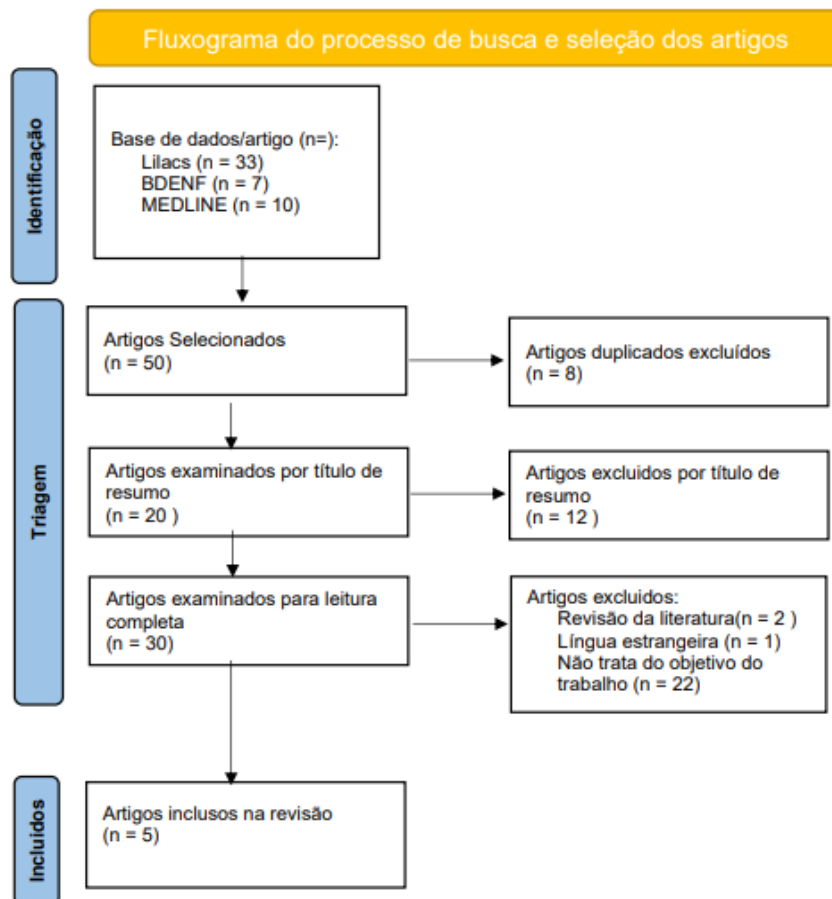 Fluxograma do processo de busca e seleção dos artigos
Identificação
Base de dados/artigo (n=):
Lilacs (n = 33)
BDENF (n = 7)
MEDLINE (n = 10)
Triagem
Artigos Selecionados
(n = 50)
Artigos duplicados excluídos
(n = 8)
Artigos examinados por título de
resumo
(n = 20 )
Artigos excluidos por título de
resumo
(n = 12 )
Artigos examinados para leitura
completa
(n = 30)
Artigos excluidos:
Revisão da literatura(n = 2 )
Língua estrangeira (n = 1)
Não trata do objetivo do
trabalho (n = 22)
Incluidos
Artigos inclusos na revisão
(n = 5)